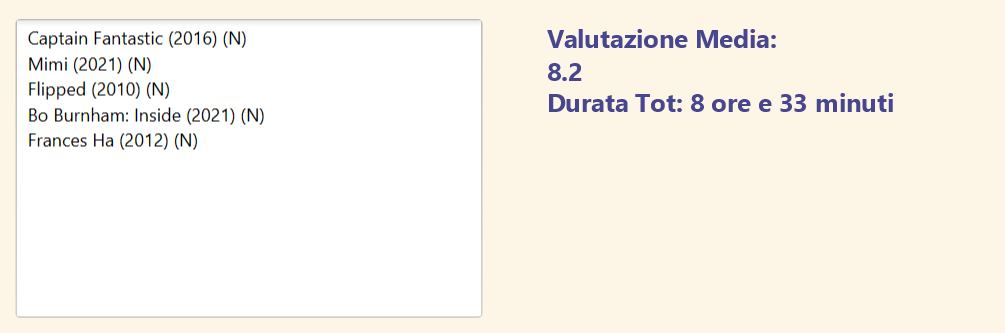 Captain Fantastic (2016) (N)
Mimi (2021) (N)
Flipped (2010) (N)
Bo Burnham: Inside (2021) (N)
Frances Ha (2012) (N)
Valutazione Media:
8.2
Durata Tot: 8 ore e 33 minuti